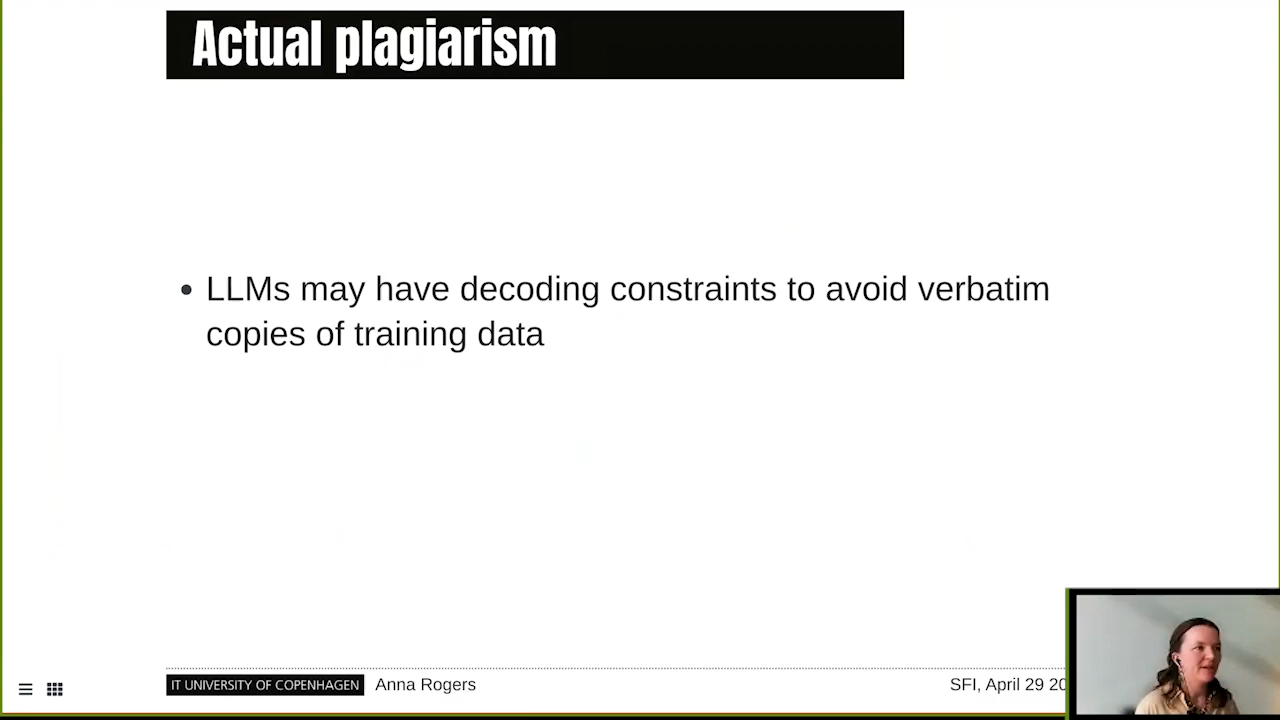 Actual plagiarism
• LLMs may have decoding constraints to avoid verbatim
copies of training data
IT UNIVERSITY OF COPENHAGEN Anna Rogers SFI, April 29